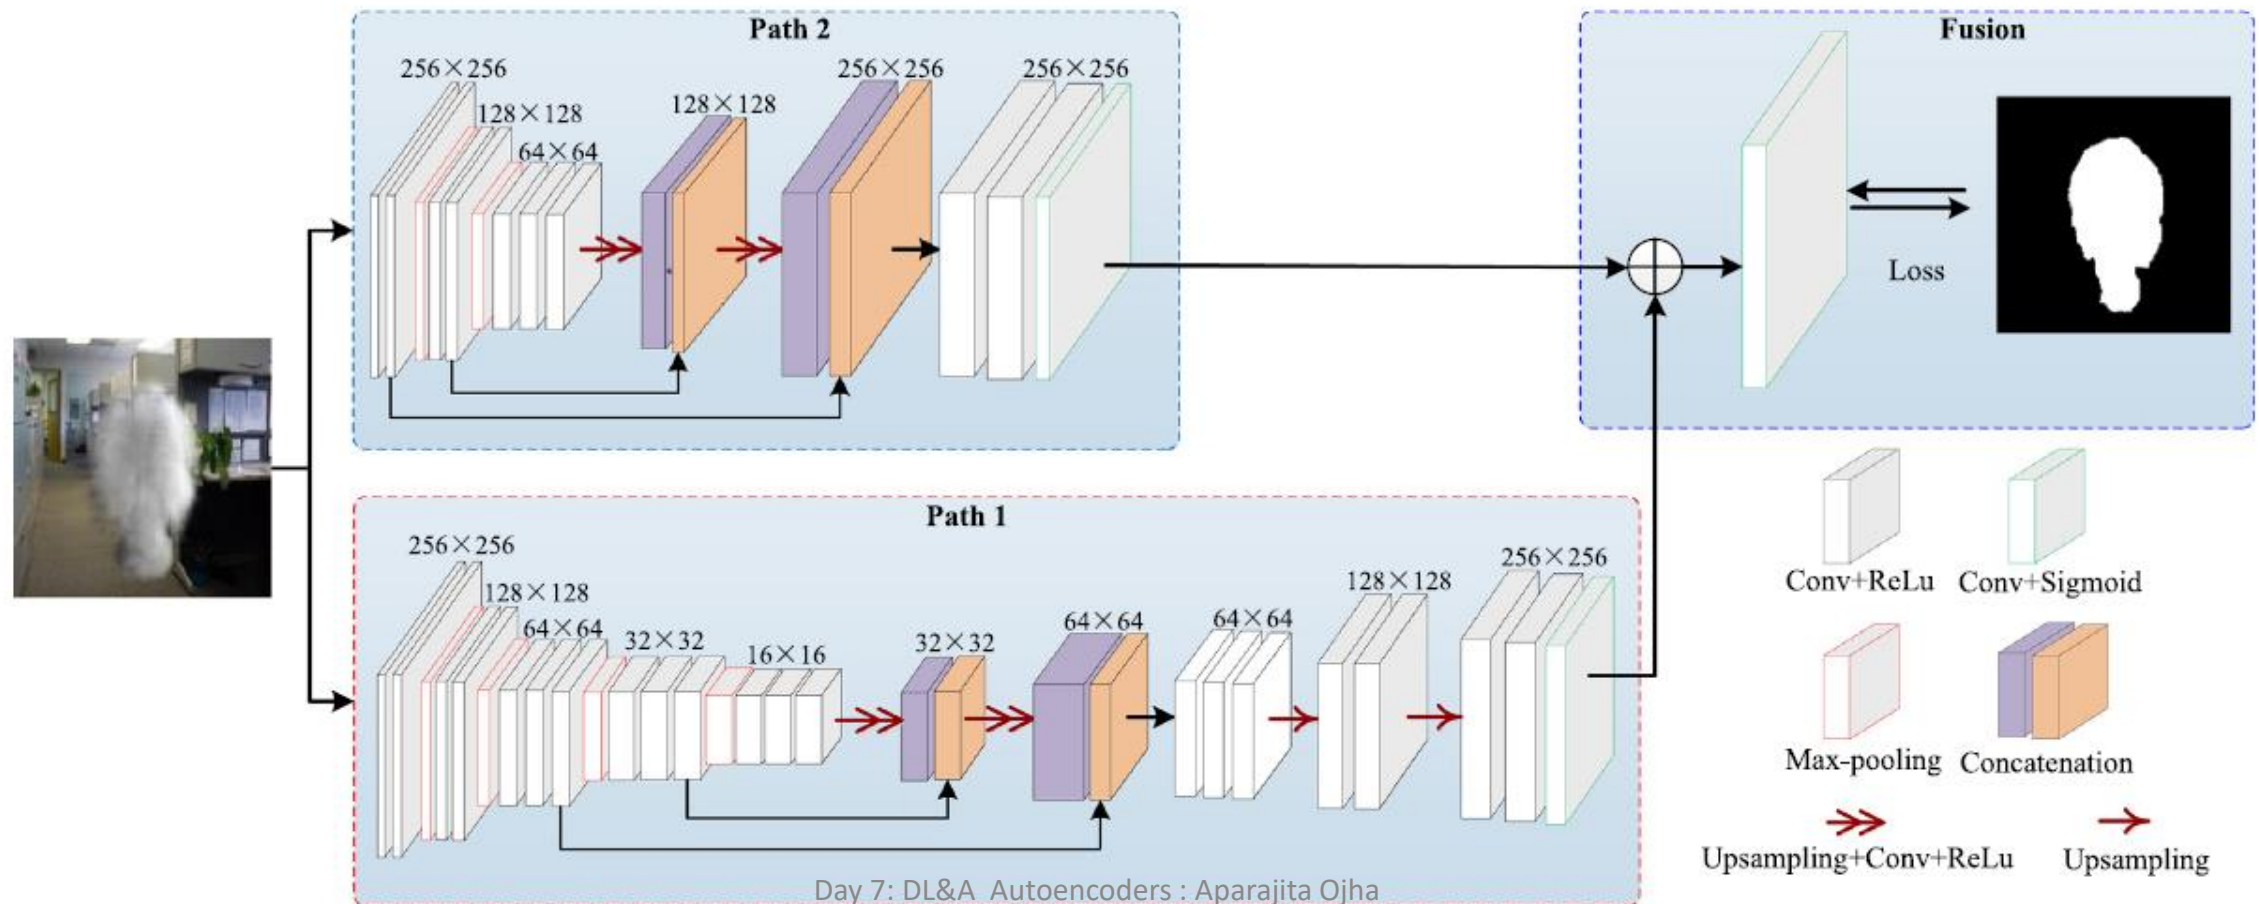 Path 2
256×256
128×128
64×64
128×128
256×256
256×256
Fusion
Loss
Path 1
256×256
128×128
64×64
32×32
16×16
32×32
64×64
64×64
128×128
256×256
Conv+ReLu
Conv+Sigmoid
Max-pooling
Concatenation
Upsampling+Conv+ReLu
Upsampling
Day 7: DL&A Autoencoders : Aparajita Ojha